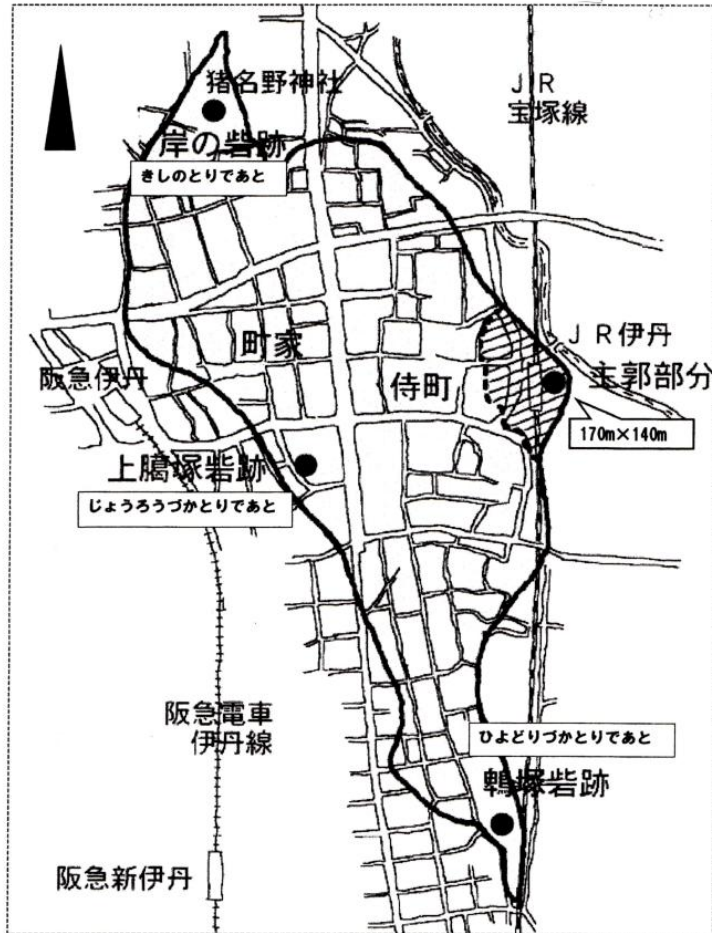 猪名野神社
岸の砦跡
きしのとりであと
JR
宝塚線
町家
侍町
JR伊丹
主郭部分
170m×140m
阪急伊丹
上臈塚砦跡
じょうろうづかとりであと
阪急電車
伊丹線
ひよどりづかとりであと
鵯塚砦跡
阪急新伊丹